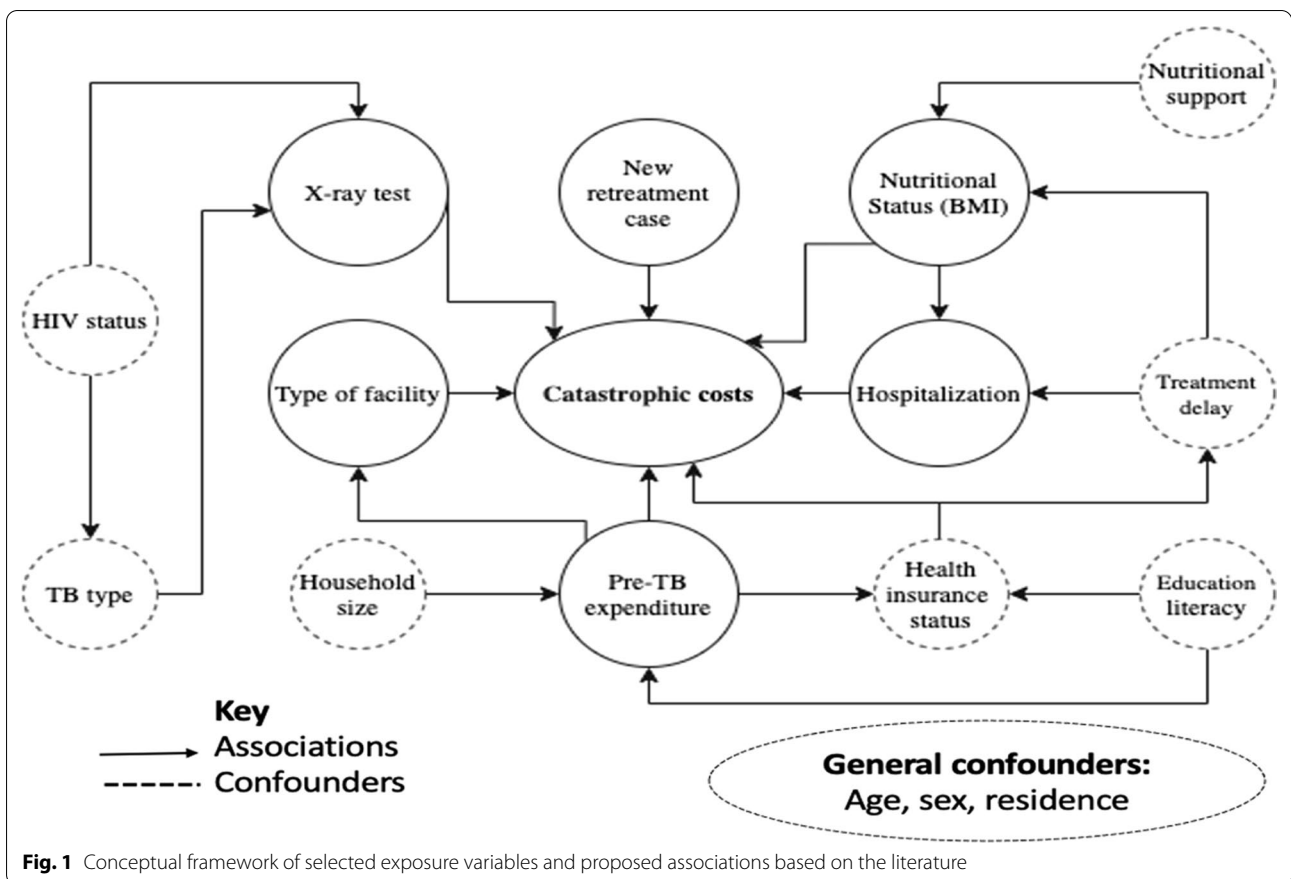 Nutritional
support
X-ray test
New
retreatment
case
Nutritional
Status (BMI)
HIV status
Type of facility
Catastrophic costs
Hospitalization
Treatment
delay
TB type
Household
size
Pre-TB
expenditure
Health
insurance
status
Education
literacy
Key
Associations
Confounders
General confounders:
Age, sex, residence
Fig. 1 Conceptual framework of selected exposure variables and proposed associations based on the literature